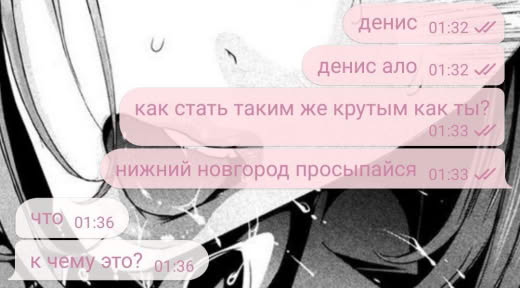 денис 01:32
денис ало 01:32
как стать таким же крутым как ты?
01:33
нижний новгород просыпайся 01:33
что 01:36
к чему это? 01:36